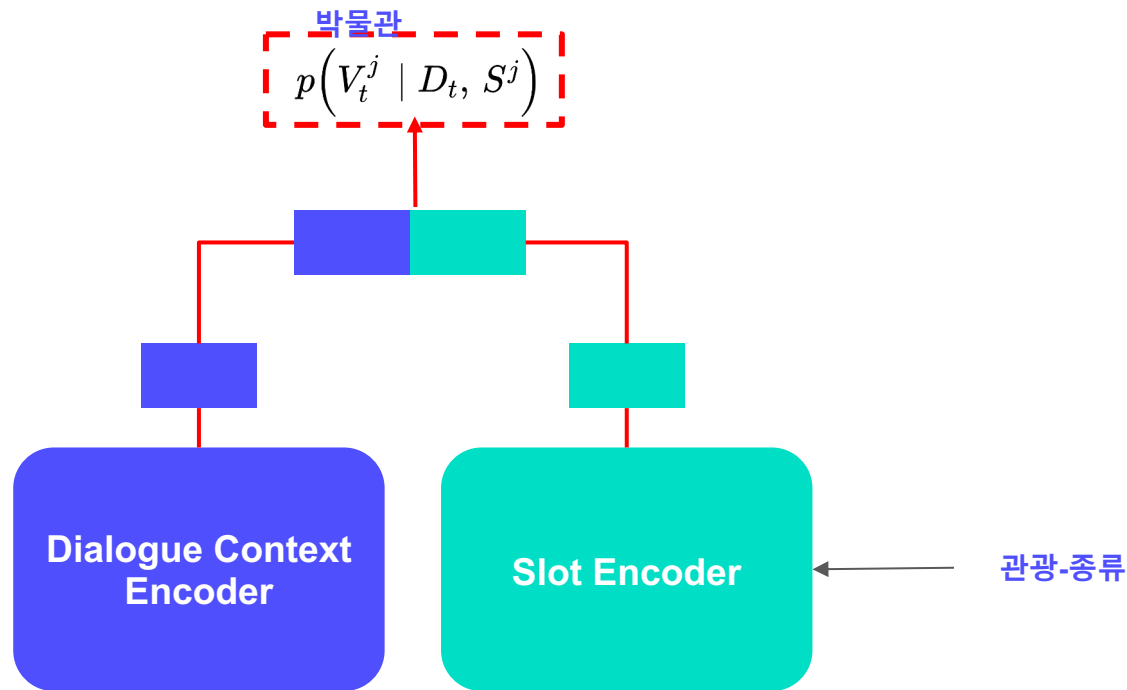 박물관
p(V_t^j | D_t, S^j)
Dialogue Context
Encoder
Slot Encoder
관광-종류